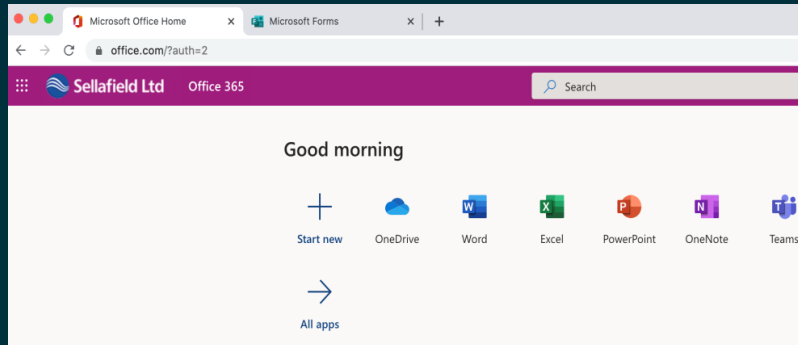 Microsoft Office Home
Microsoft Forms
office.com/?auth=2
Sellafield Ltd
Office 365
Search
Good morning
Start new
OneDrive
Word
Excel
PowerPoint
OneNote
Teams
All apps